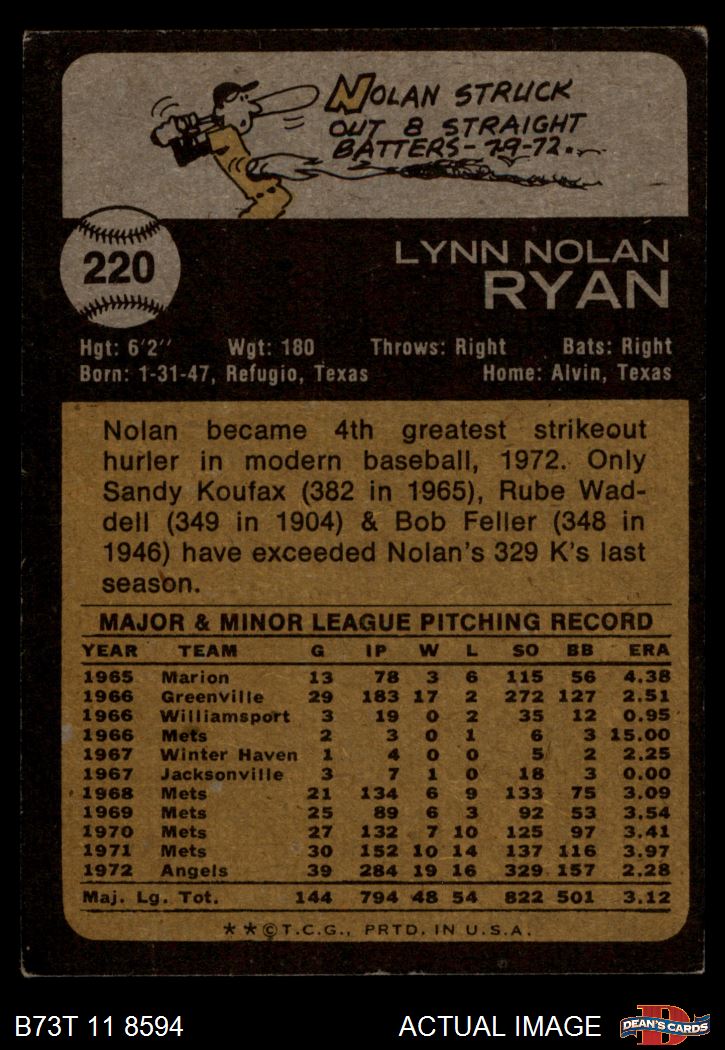 NOLAN STRUCK
OUT 8 STRAIGHT
BATTERS-7-9-72.
220
LYNN NOLAN
RYAN
Hgt: 6'2" Wgt: 180 Throws: Right Bats: Right
Born: 1-31-47, Refugio, Texas Home: Alvin, Texas
Nolan became 4th greatest strikeout
hurler in modern baseball, 1972. Only
Sandy Koufax (382 in 1965), Rube Wad-
dell (349 in 1904) & Bob Feller (348 in
1946) have exceeded Nolan's 329 K's last
season.
MAJOR & MINOR LEAGUE PITCHING RECORD
YEAR TEAM G IP W L SO BB ERA
1965 Marion 13 78 3 6 115 56 4.38
1966 Greenville 29 183 17 2 272 127 2.51
1966 Williamsport 3 19 0 2 35 12 0.95
1966 Mets 2 3 0 1 6 3 15.00
1967 Winter Haven 1 4 0 0 5 2 2.25
1967 Jacksonville 3 7 1 0 18 3 0.00
1968 Mets 21 134 6 9 133 75 3.09
1969 Mets 25 89 6 3 92 53 3.54
1970 Mets 27 132 7 10 125 97 3.41
1971 Mets 30 152 10 14 137 116 3.97
1972 Angels 39 284 19 16 329 157 2.28
Maj. Lg. Tot. 144 794 48 54 822 501 3.12
**©T.C.G., PRTD. IN U.S.A.
B73T 11 8594 ACTUAL IMAGE DEAN'S CARDS